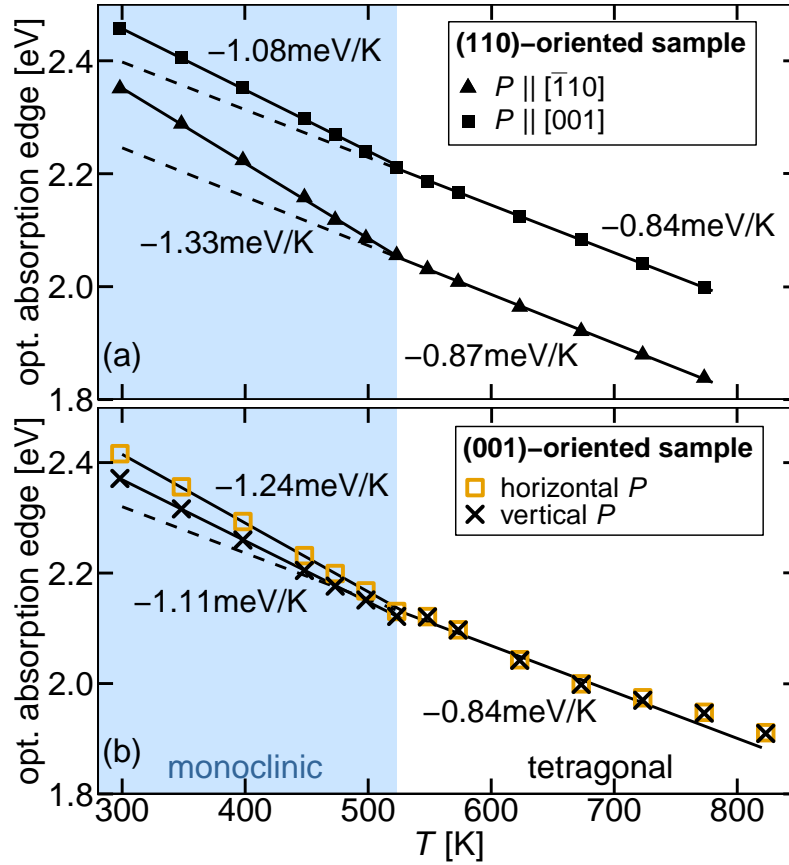 opt. absorption edge [eV]
2.4
2.2
2.0
1.8
−1.08meV/K
−1.33meV/K
−0.84meV/K
−0.87meV/K
(110)−oriented sample
P || [1̅10]
P || [001]
(a)
opt. absorption edge [eV]
2.4
2.2
2.0
1.8
−1.24meV/K
−1.11meV/K
−0.84meV/K
(001)−oriented sample
horizontal P
vertical P
(b)
monoclinic
tetragonal
300 400 500 600 700 800
T [K]